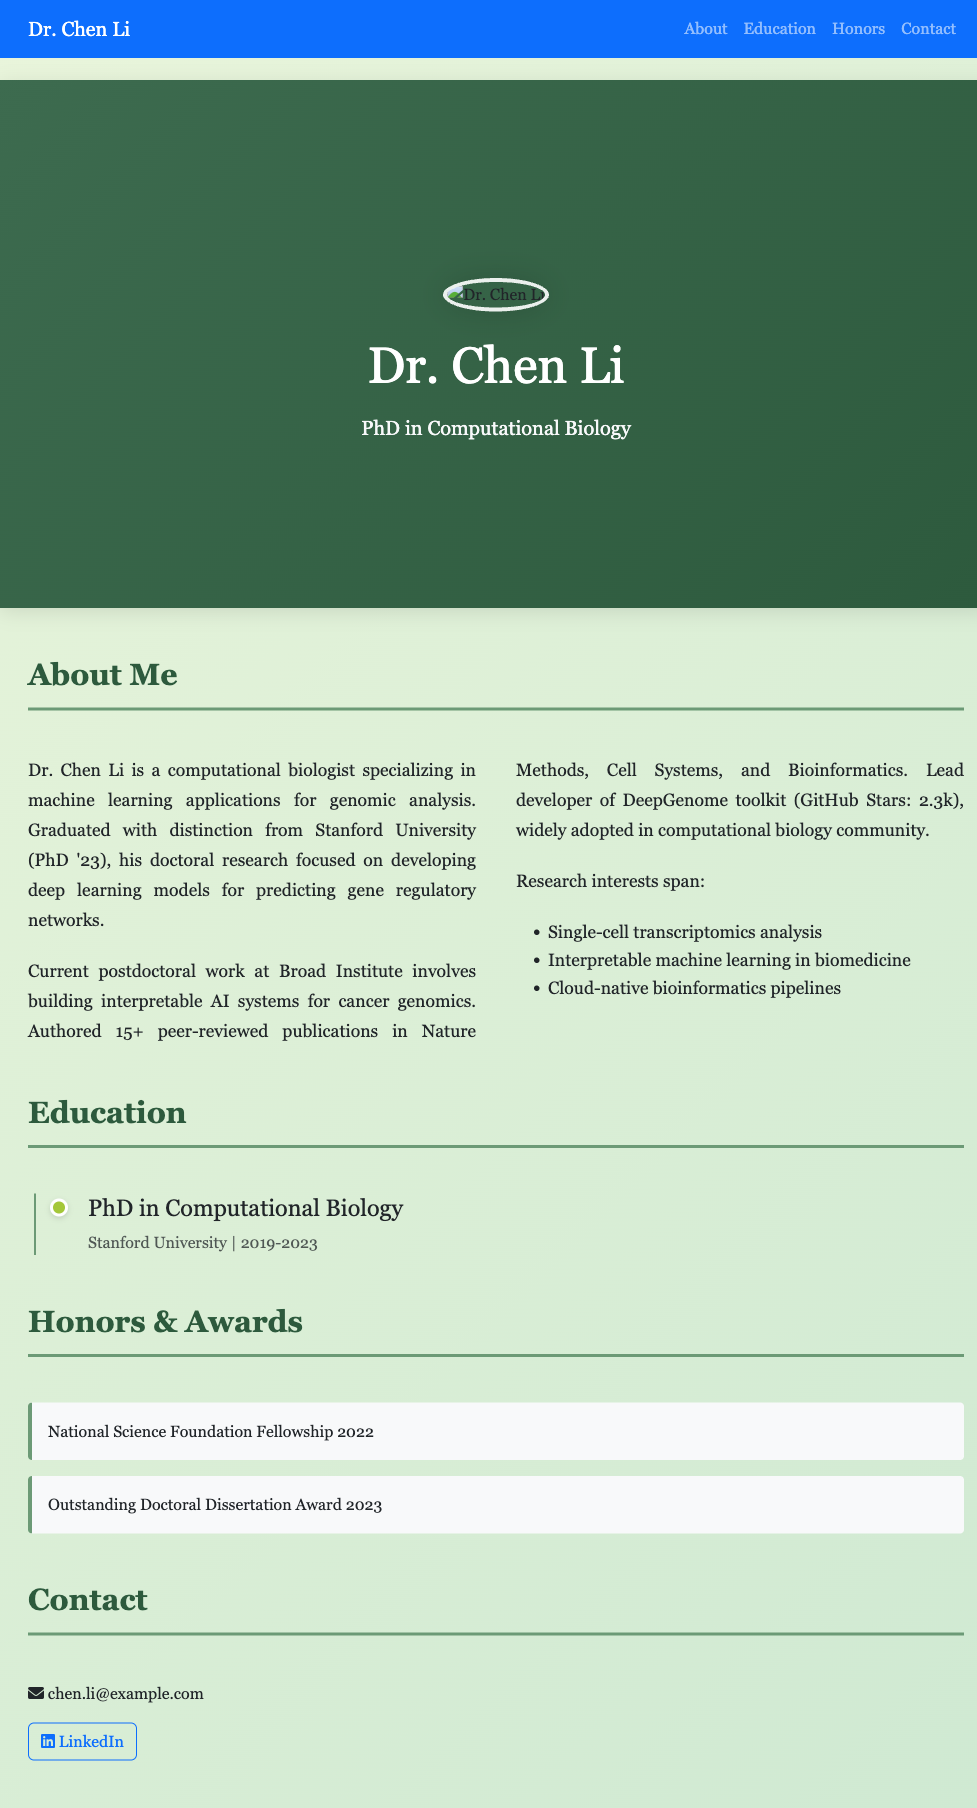 Dr. Chen Li
About Education Honors Contact
Dr. Chen Li
Dr. Chen Li
PhD in Computational Biology
About Me
Dr. Chen Li is a computational biologist specializing in
machine learning applications for genomic analysis.
Graduated with distinction from Stanford University
(PhD '23), his doctoral research focused on developing
deep learning models for predicting gene regulatory
networks.
Current postdoctoral work at Broad Institute involves
building interpretable AI systems for cancer genomics.
Authored 15+ peer-reviewed publications in Nature
Methods, Cell Systems, and Bioinformatics. Lead
developer of DeepGenome toolkit (GitHub Stars: 2.3k),
widely adopted in computational biology community.
Research interests span:
• Single-cell transcriptomics analysis
• Interpretable machine learning in biomedicine
• Cloud-native bioinformatics pipelines
Education
PhD in Computational Biology
Stanford University | 2019-2023
Honors & Awards
National Science Foundation Fellowship 2022
Outstanding Doctoral Dissertation Award 2023
Contact
chen.li@example.com
LinkedIn